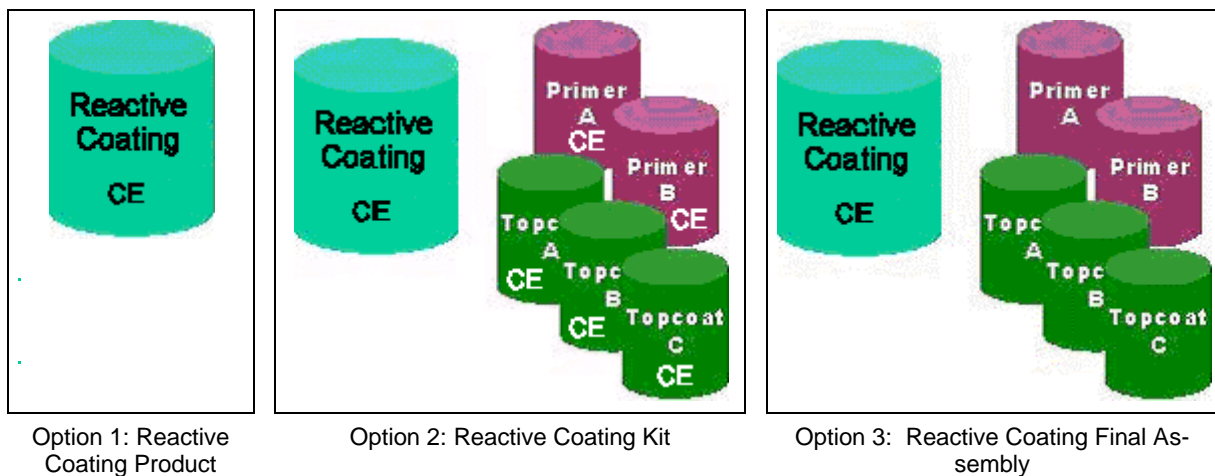 Reactive
Coating
CE
Option 1: Reactive
Coating Product
Reactive
Coating
CE
Primer
A
CE
Primer
B
CE
Topc
A
CE
Topc
B
CE
Topcoat
C
CE
Option 2: Reactive Coating Kit
Reactive
Coating
CE
Primer
A
Primer
B
Topc
A
Topc
B
Topcoat
C
Option 3: Reactive Coating Final As-
sembly